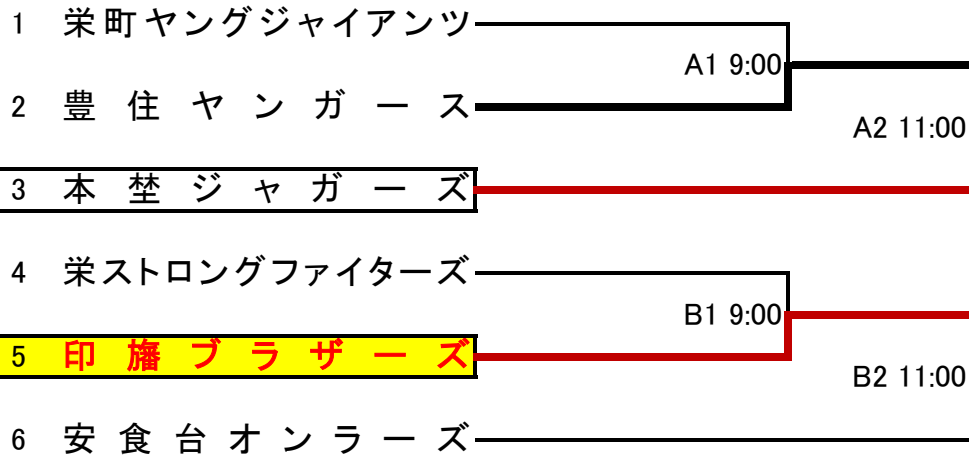 1 栄町ヤングジャイアンツ
A1 9:00
2 豊住ヤンガース
A2 11:00
3 本埜ジャガーズ
4 栄ストロングファイターズ
B1 9:00
5 印旛ブラザーズ
B2 11:00
6 安食台オンラーズ